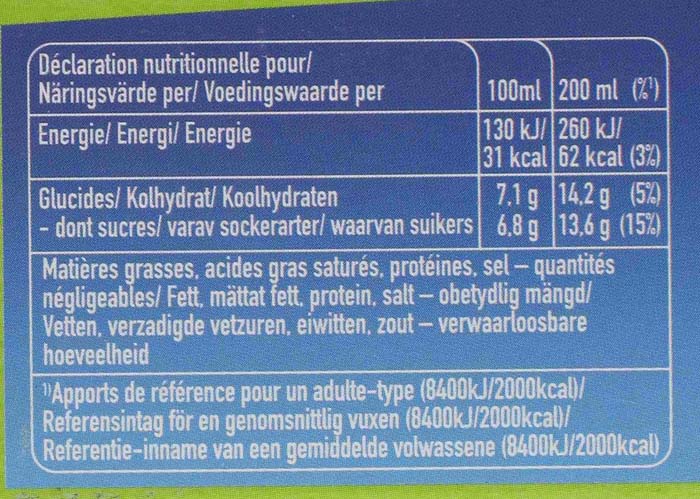 Déclaration nutritionnelle pour/
Näringsvärde per/ Voedingswaarde per 100ml 200 ml (%¹⁾)
Energie/ Energi/ Energie 130 kJ/ 260 kJ/
31 kcal 62 kcal (3%)
Glucides/ Kolhydrat/ Koolhydraten 7,1 g 14,2 g (5%)
- dont sucres/ varav sockerarter/ waarvan suikers 6,8 g 13,6 g (15%)
Matières grasses, acides gras saturés, protéines, sel – quantités
négligeables/ Fett, mättat fett, protein, salt – obetydlig mängd/
Vetten, verzadigde vetzuren, eiwitten, zout – verwaarloosbare
hoeveelheid
¹⁾Apports de référence pour un adulte-type (8400kJ/2000kcal)/
Referensintag för en genomsnittlig vuxen (8400kJ/2000kcal)/
Referentie-inname van een gemiddelde volwassene (8400kJ/2000kcal)